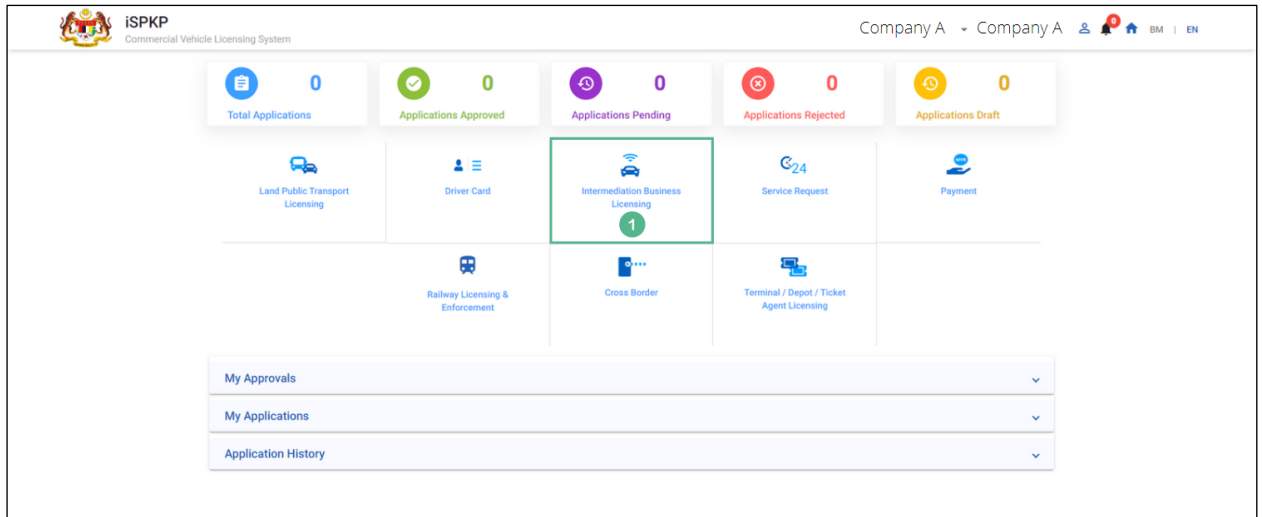 iSPKP
Commercial Vehicle Licensing System
Company A Company A 0 BM | EN
0 0 0 0 0
Total Applications Applications Approved Applications Pending Applications Rejected Applications Draft
24
Land Public Transport
Licensing
Driver Card
Intermediation Business
Licensing
1
Service Request
Payment
Railway Licensing &
Enforcement
Cross Border
Terminal / Depot / Ticket
Agent Licensing
My Approvals
My Applications
Application History